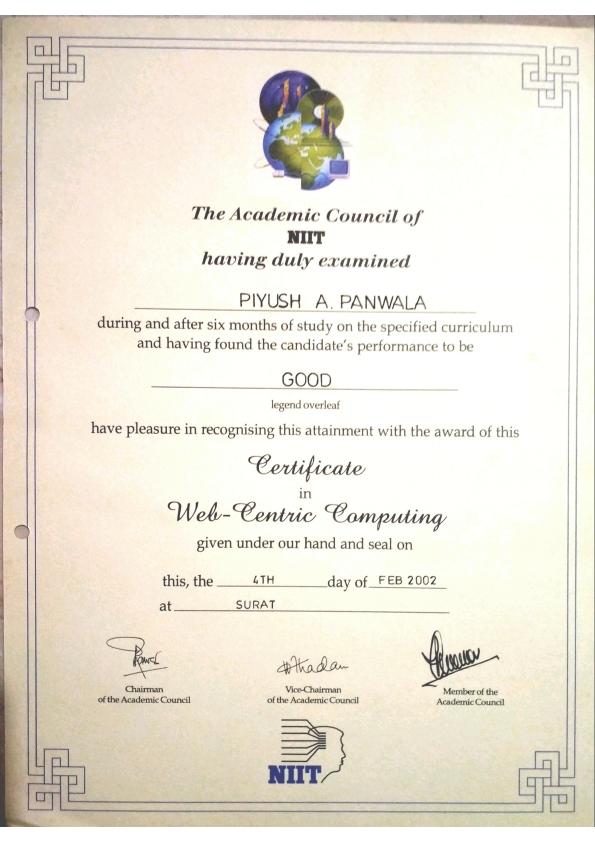 The Academic Council of
NIIT
having duly examined
PIYUSH A. PANWALA
during and after six months of study on the specified curriculum
and having found the candidate's performance to be
GOOD
legend overleaf
have pleasure in recognising this attainment with the award of this
Certificate
in
Web-Centric Computing
given under our hand and seal on
this, the 4TH day of FEB 2002
at SURAT
Chairman
of the Academic Council
Vice-Chairman
of the Academic Council
Member of the
Academic Council
NIIT